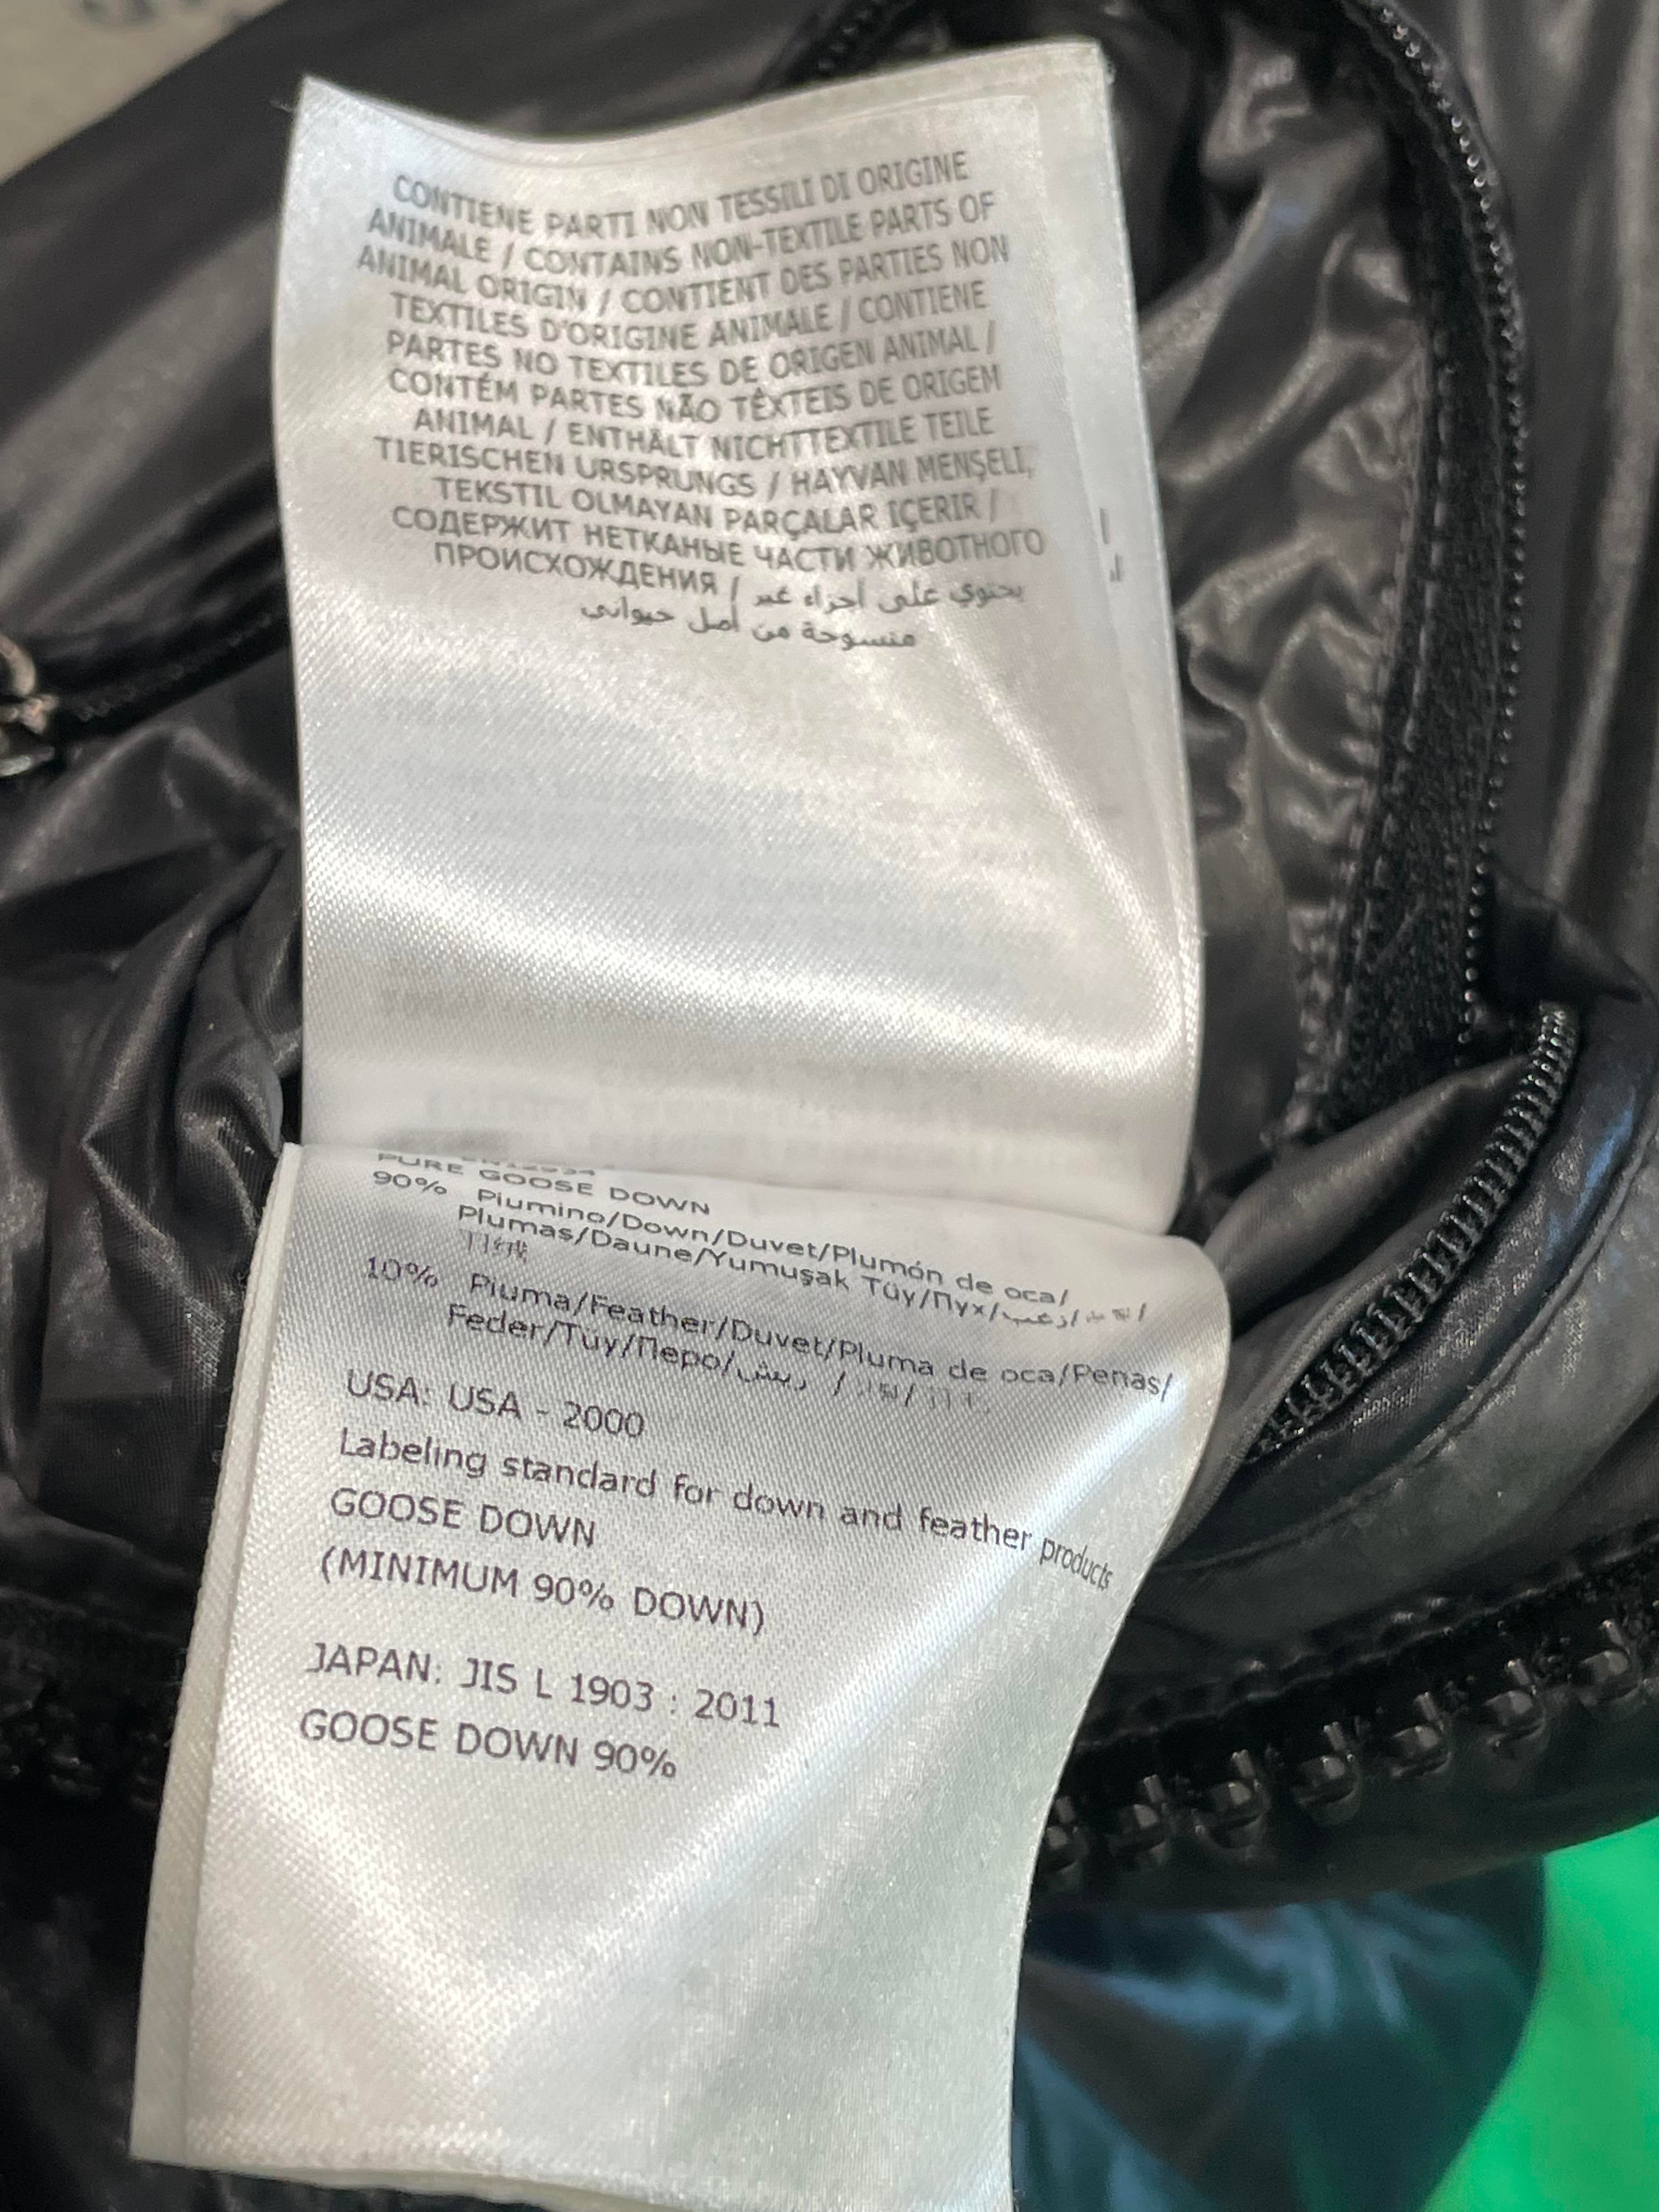 CONTIENE PARTI NON TESSILI DI ORIGINE
ANIMALE / CONTAINS NON-TEXTILE PARTS OF
ANIMAL ORIGIN / CONTIENT DES PARTIES NON
TEXTILES D'ORIGINE ANIMALE / CONTIENE
PARTES NO TEXTILES DE ORIGEN ANIMAL /
CONTÉM PARTES NÃO TÊXTEIS DE ORIGEM
ANIMAL / ENTHÄLT NICHTTEXTILE TEILE
TIERISCHEN URSPRUNGS / HAYVAN MENŞELİ,
TEKSTIL OLMAYAN PARÇALAR IÇERIR /
СОДЕРЖИТ НЕТКАНЫЕ ЧАСТИ ЖИВОТНОГО
ПРОИСХОЖДЕНИЯ / يحتوي على أجزاء غير
منسوجة من أصل حيواني
PURE GOOSE DOWN
90% Piumino/Down/Duvet/Plumón de oca/
Plumas/Daune/Yumuşak Tüy/Пух/زغب/
10% Piuma/Feather/Duvet/Pluma de oca/Penas/
Feder/Tüy/Перо/ريش /
USA: USA - 2000
Labeling standard for down and feather products
GOOSE DOWN
(MINIMUM 90% DOWN)
JAPAN: JIS L 1903 : 2011
GOOSE DOWN 90%